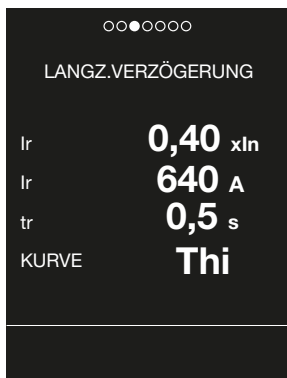 LANGZ.VERZÖGERUNG
Ir 0,40 xIn
Ir 640 A
tr 0,5 s
KURVE Thi